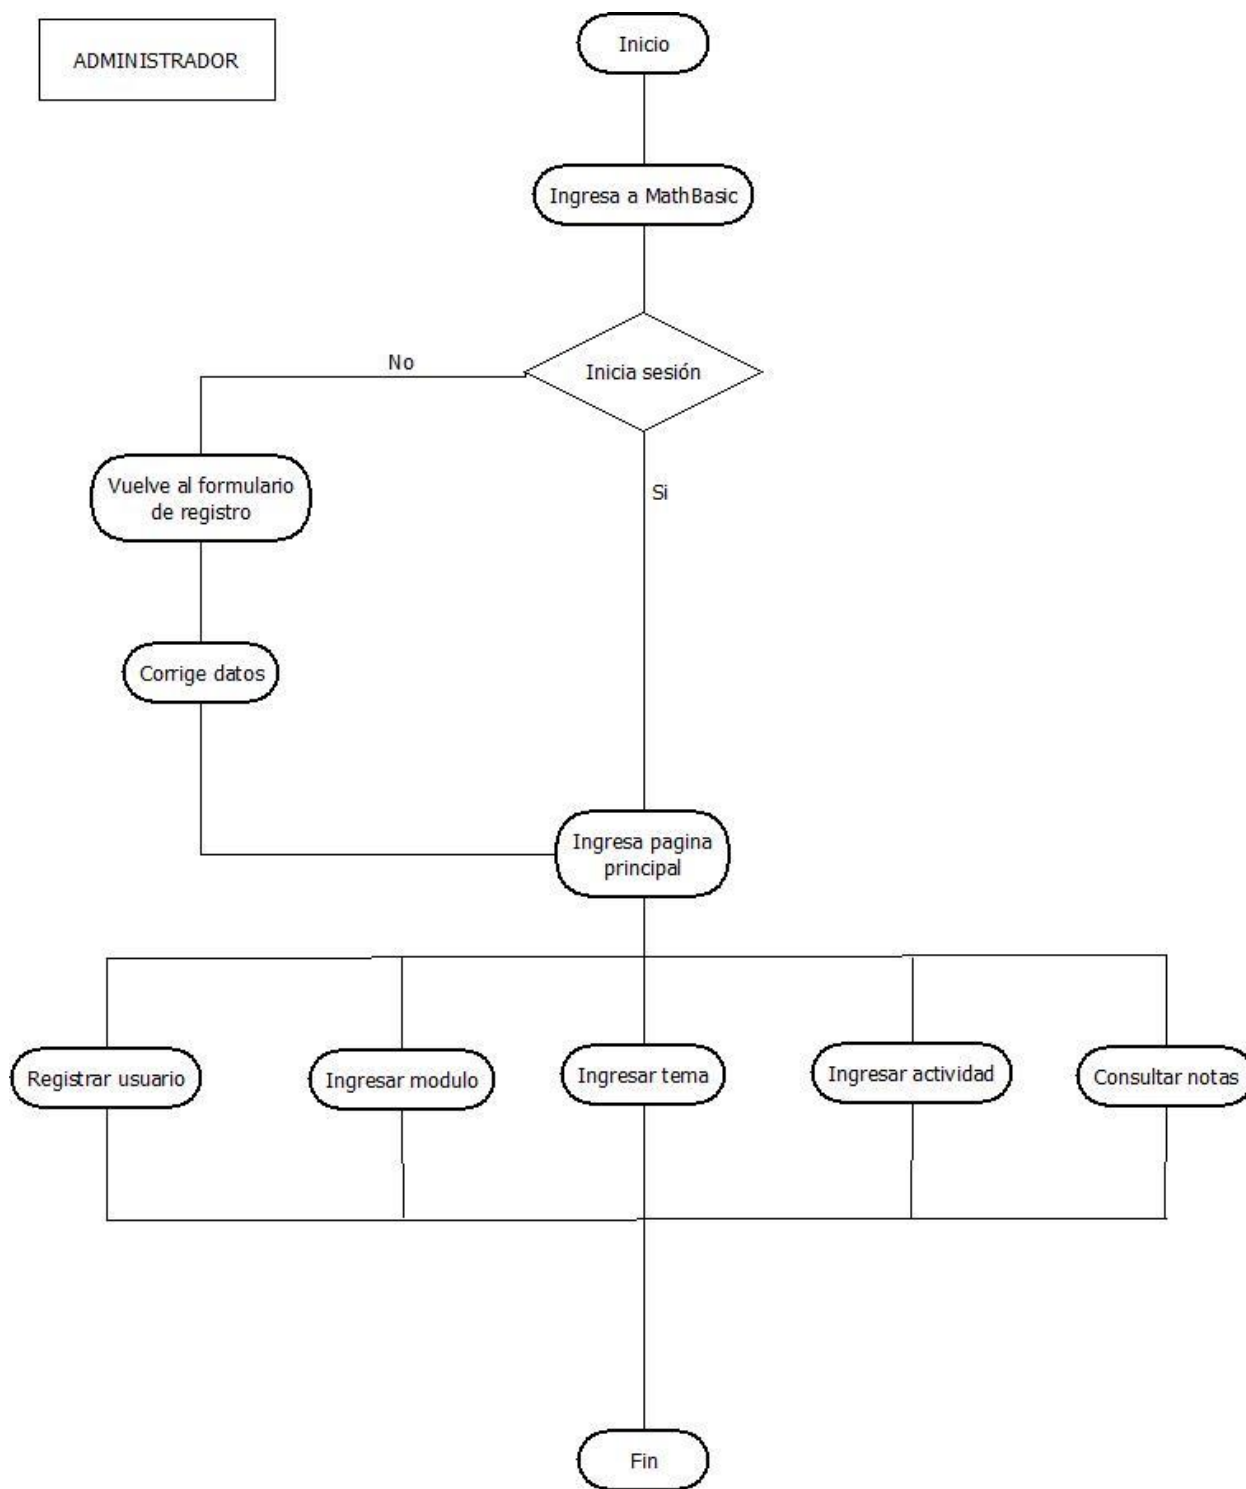 ADMINISTRADOR
Inicio
Ingresa a MathBasic
Inicia sesión
No
Si
Vuelve al formulario
de registro
Corrige datos
Ingresa pagina
principal
Registrar usuario
Ingresar modulo
Ingresar tema
Ingresar actividad
Consultar notas
Fin